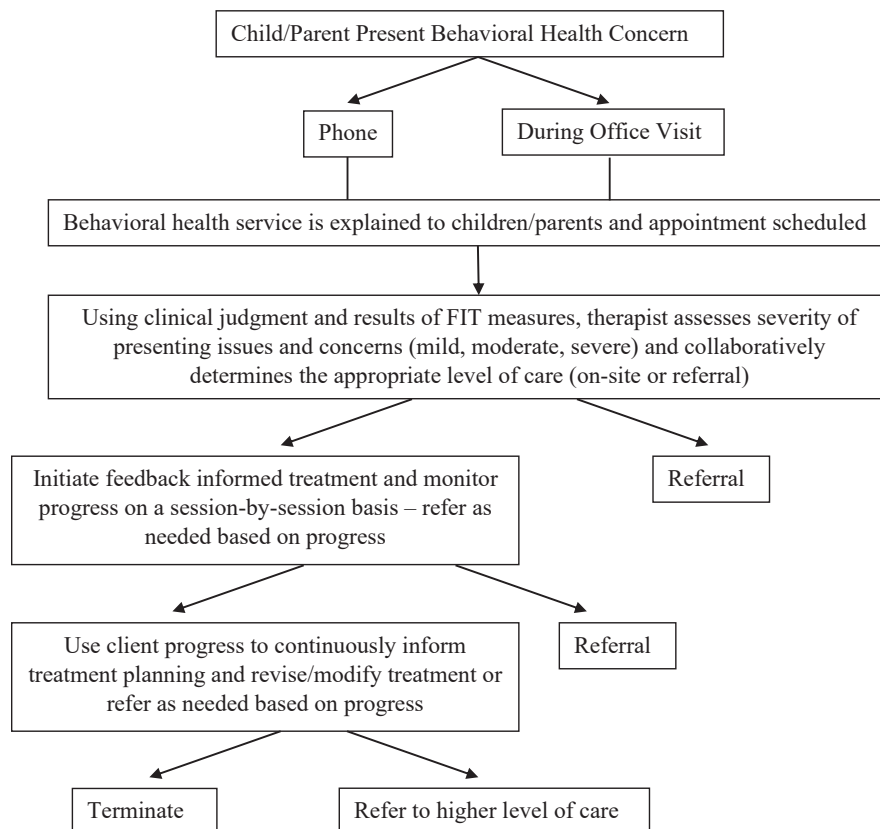 Child/Parent Present Behavioral Health Concern
Phone
During Office Visit
Behavioral health service is explained to children/parents and appointment scheduled
Using clinical judgment and results of FIT measures, therapist assesses severity of
presenting issues and concerns (mild, moderate, severe) and collaboratively
determines the appropriate level of care (on-site or referral)
Initiate feedback informed treatment and monitor
progress on a session-by-session basis – refer as
needed based on progress
Referral
Use client progress to continuously inform
treatment planning and revise/modify treatment or
refer as needed based on progress
Referral
Terminate
Refer to higher level of care